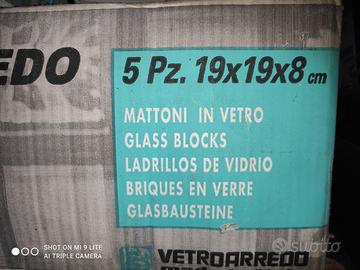 EDO
5 Pz. 19x19x8 cm
MATTONI IN VETRO
GLASS BLOCKS
LADRILLOS DE VIDRIO
BRIQUES EN VERRE
GLASBAUSTEINE
VETROARREDO
SHOT ON MI 9 LITE
AI TRIPLE CAMERA
subito